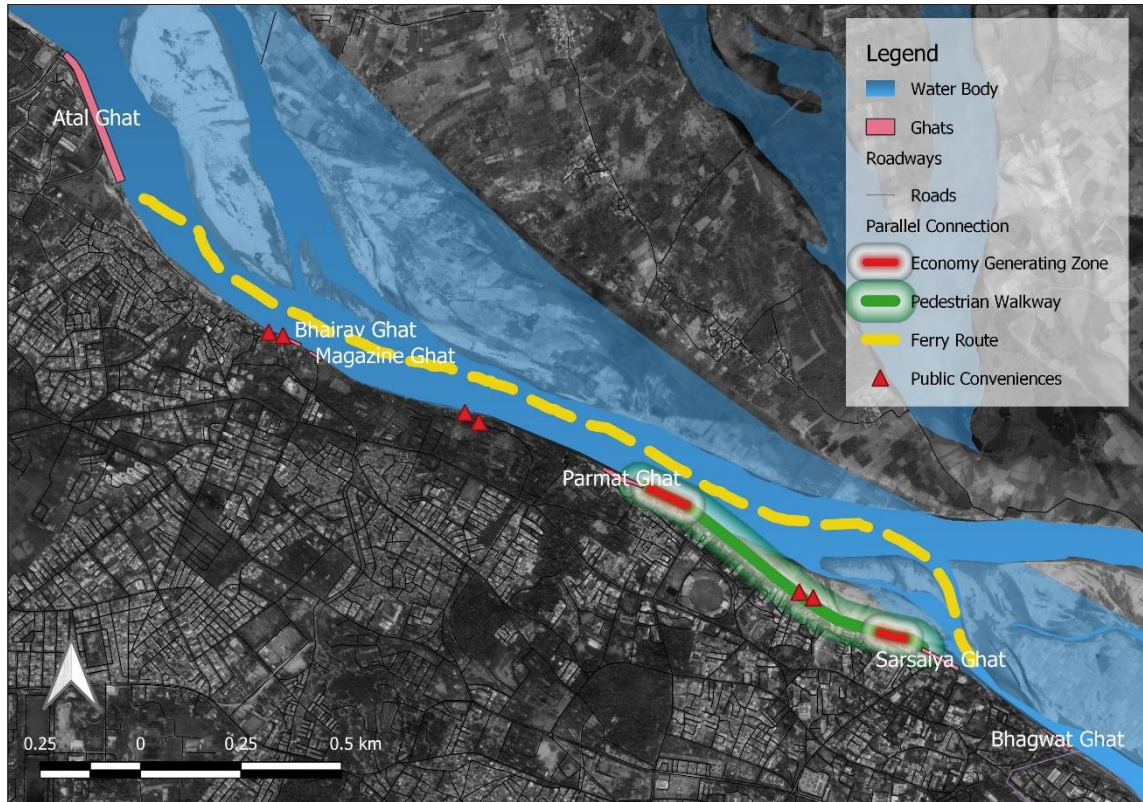 Legend
Water Body
Ghats
Roadways
Roads
Parallel Connection
Economy Generating Zone
Pedestrian Walkway
Ferry Route
Public Conveniences
Atal Ghat
Bhairav Ghat
Magazine Ghat
Parmat Ghat
Sarsaiya Ghat
Bhagwat Ghat
0.25 0 0.25 0.5 km